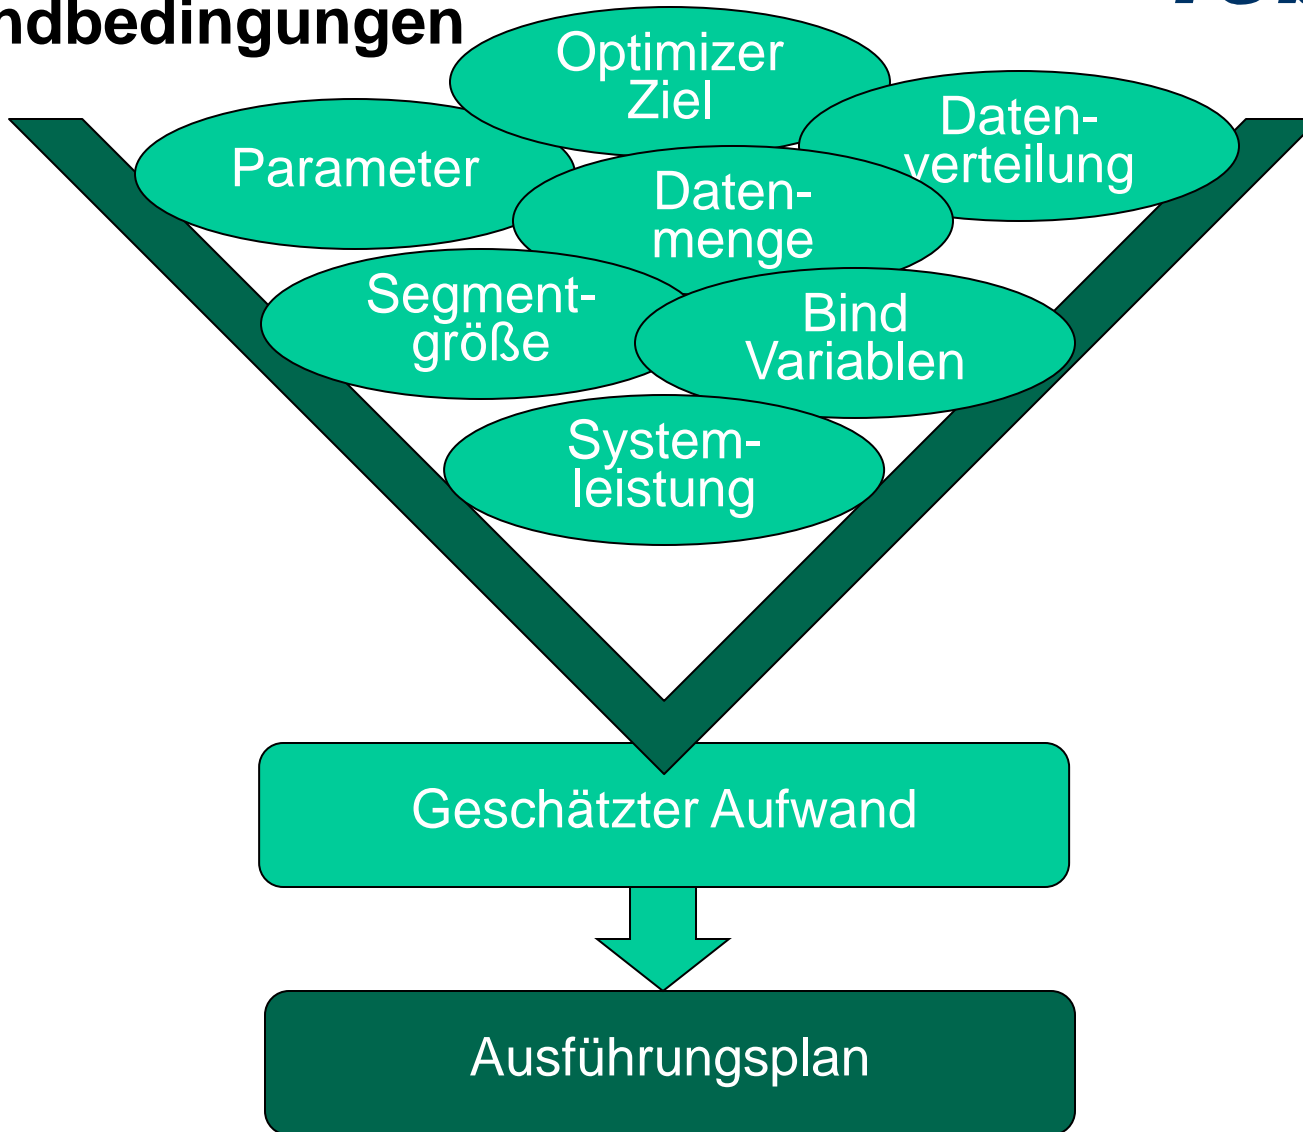 ndbedingungen
Optimizer
Ziel
Daten-
verteilung
Parameter
Daten-
menge
Segment-
größe
Bind
Variablen
System-
leistung
Geschätzter Aufwand
Ausführungsplan